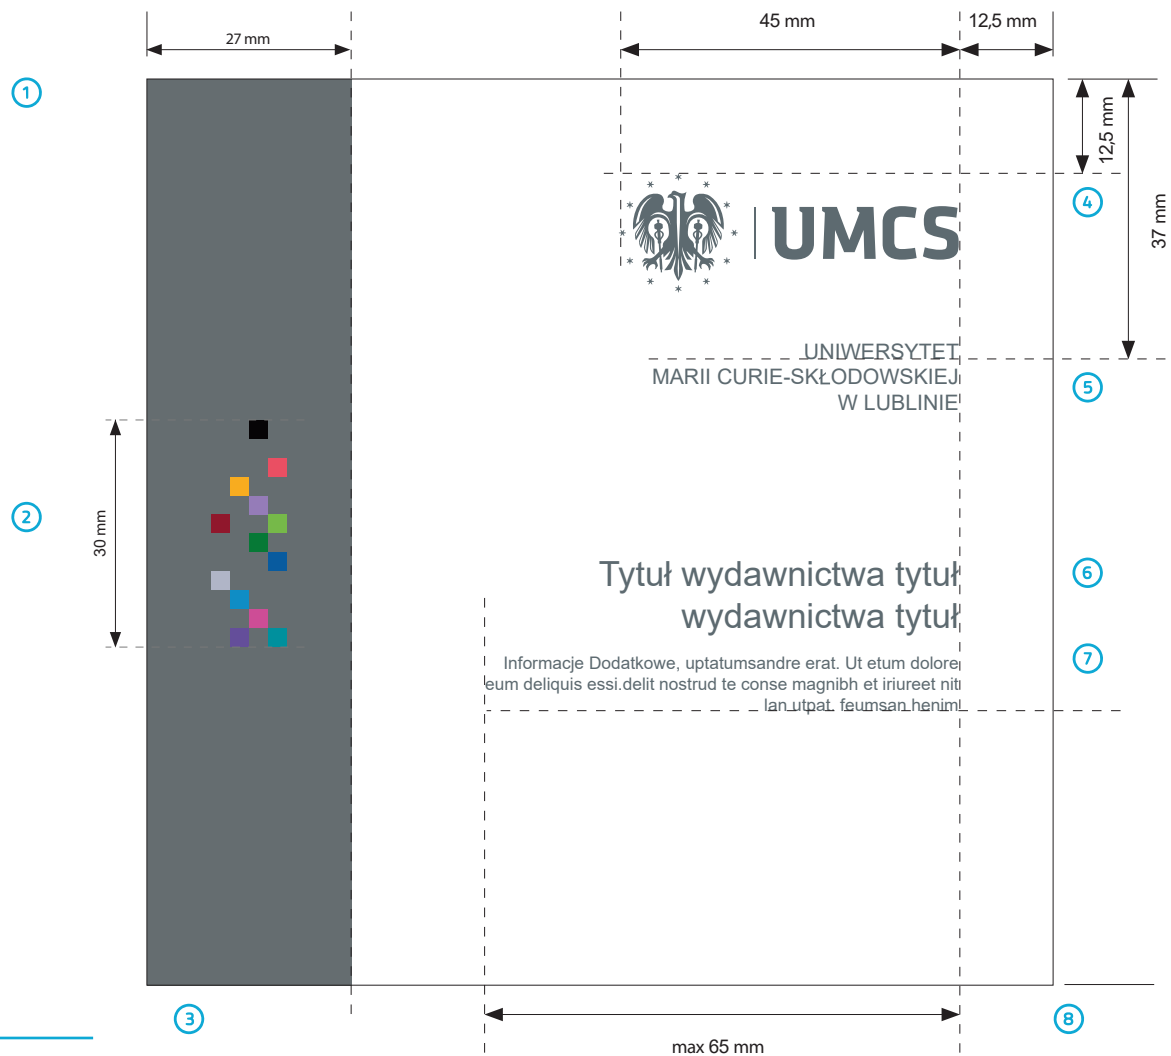 45 mm
12,5 mm
27 mm
1
12,5 mm
4
37 mm
UMCS
UNIWERSYTET
MARII CURIE-SKŁODOWSKIEJ
W LUBLINIE
5
2
30 mm
Tytuł wydawnictwa tytuł
wydawnictwa tytuł
6
Informacje Dodatkowe, uptatumsandre erat. Ut etum dolore
eum deliquis essi.delit nostrud te conse magnibh et iriureet nit
lan utpat, feumsan henim
7
3
8
max 65 mm